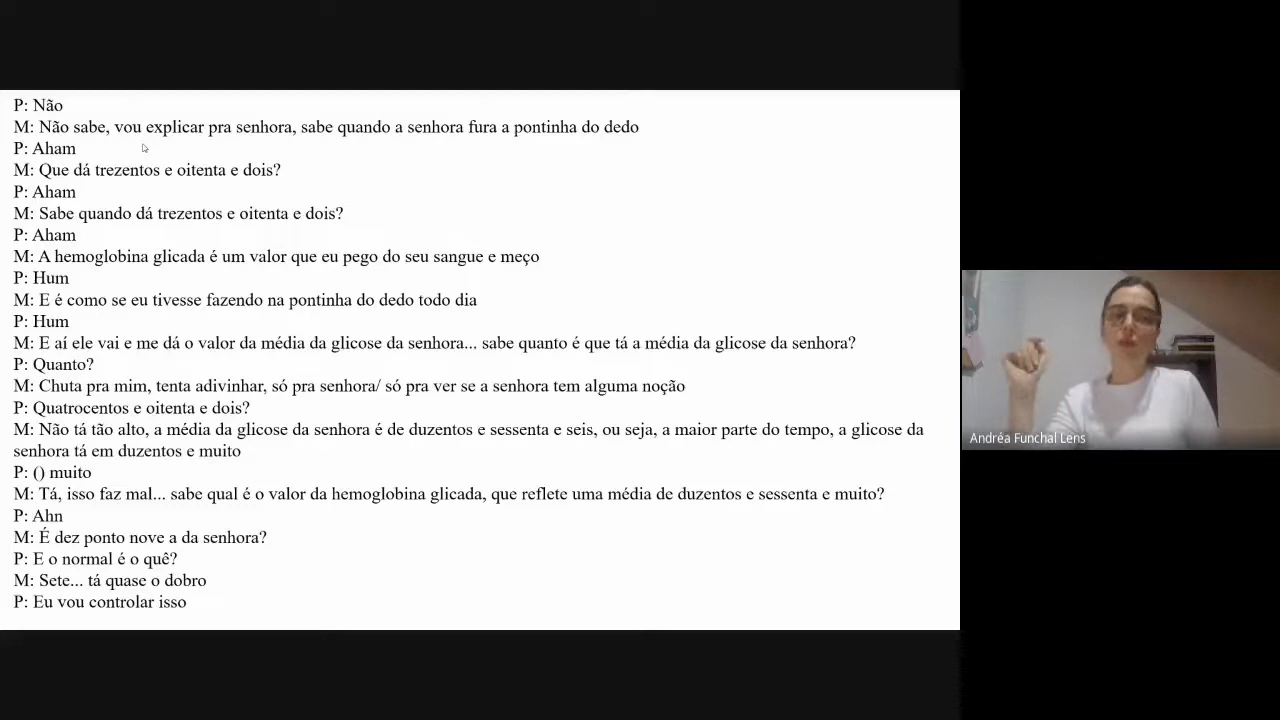 P: Não
M: Não sabe, vou explicar pra senhora, sabe quando a senhora fura a pontinha do dedo
P: Aham
M: Que dá trezentos e oitenta e dois?
P: Aham
M: Sabe quando dá trezentos e oitenta e dois?
P: Aham
M: A hemoglobina glicada é um valor que eu pego do seu sangue e meço
P: Hum
M: E é como se eu tivesse fazendo na pontinha do dedo todo dia
P: Hum
M: E aí ele vai e me dá o valor da média da glicose da senhora... sabe quanto é que tá a média da glicose da senhora?
P: Quanto?
M: Chuta pra mim, tenta adivinhar, só pra senhora/ só pra ver se a senhora tem alguma noção
P: Quatrocentos e oitenta e dois?
M: Não tá tão alto, a média da glicose da senhora é de duzentos e sessenta e seis, ou seja, a maior parte do tempo, a glicose da
senhora tá em duzentos e muito
P: () muito
M: Tá, isso faz mal... sabe qual é o valor da hemoglobina glicada, que reflete uma média de duzentos e sessenta e muito?
P: Ahn
M: É dez ponto nove a da senhora?
P: E o normal é o quê?
M: Sete... tá quase o dobro
P: Eu vou controlar isso
Andréa Funchal Lens